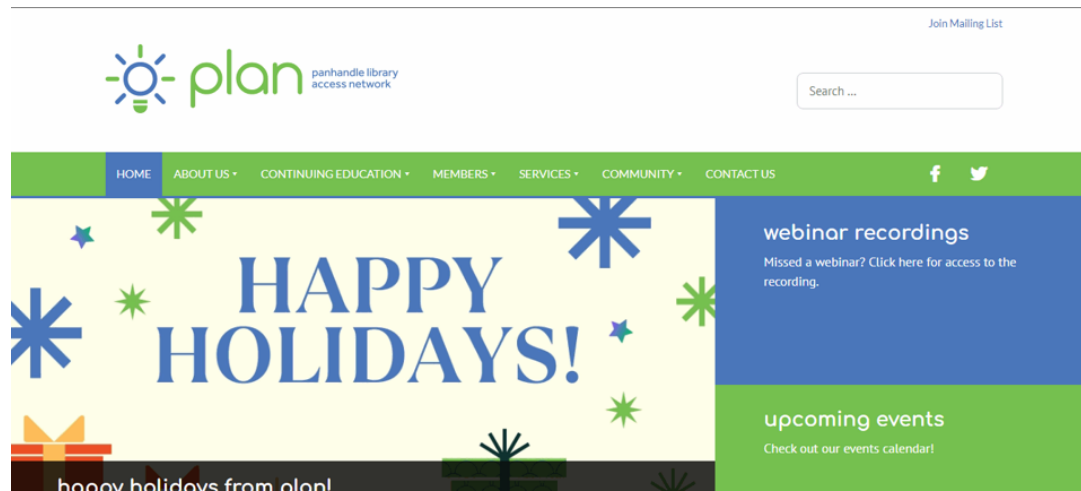 Join Mailing List
plan
panhandle library
access network
Search ...
HOME ABOUT US CONTINUING EDUCATION MEMBERS SERVICES COMMUNITY CONTACT US
HAPPY
HOLIDAYS!
webinar recordings
Missed a webinar? Click here for access to the
recording.
upcoming events
Check out our events calendar!
happy holidays from plan!